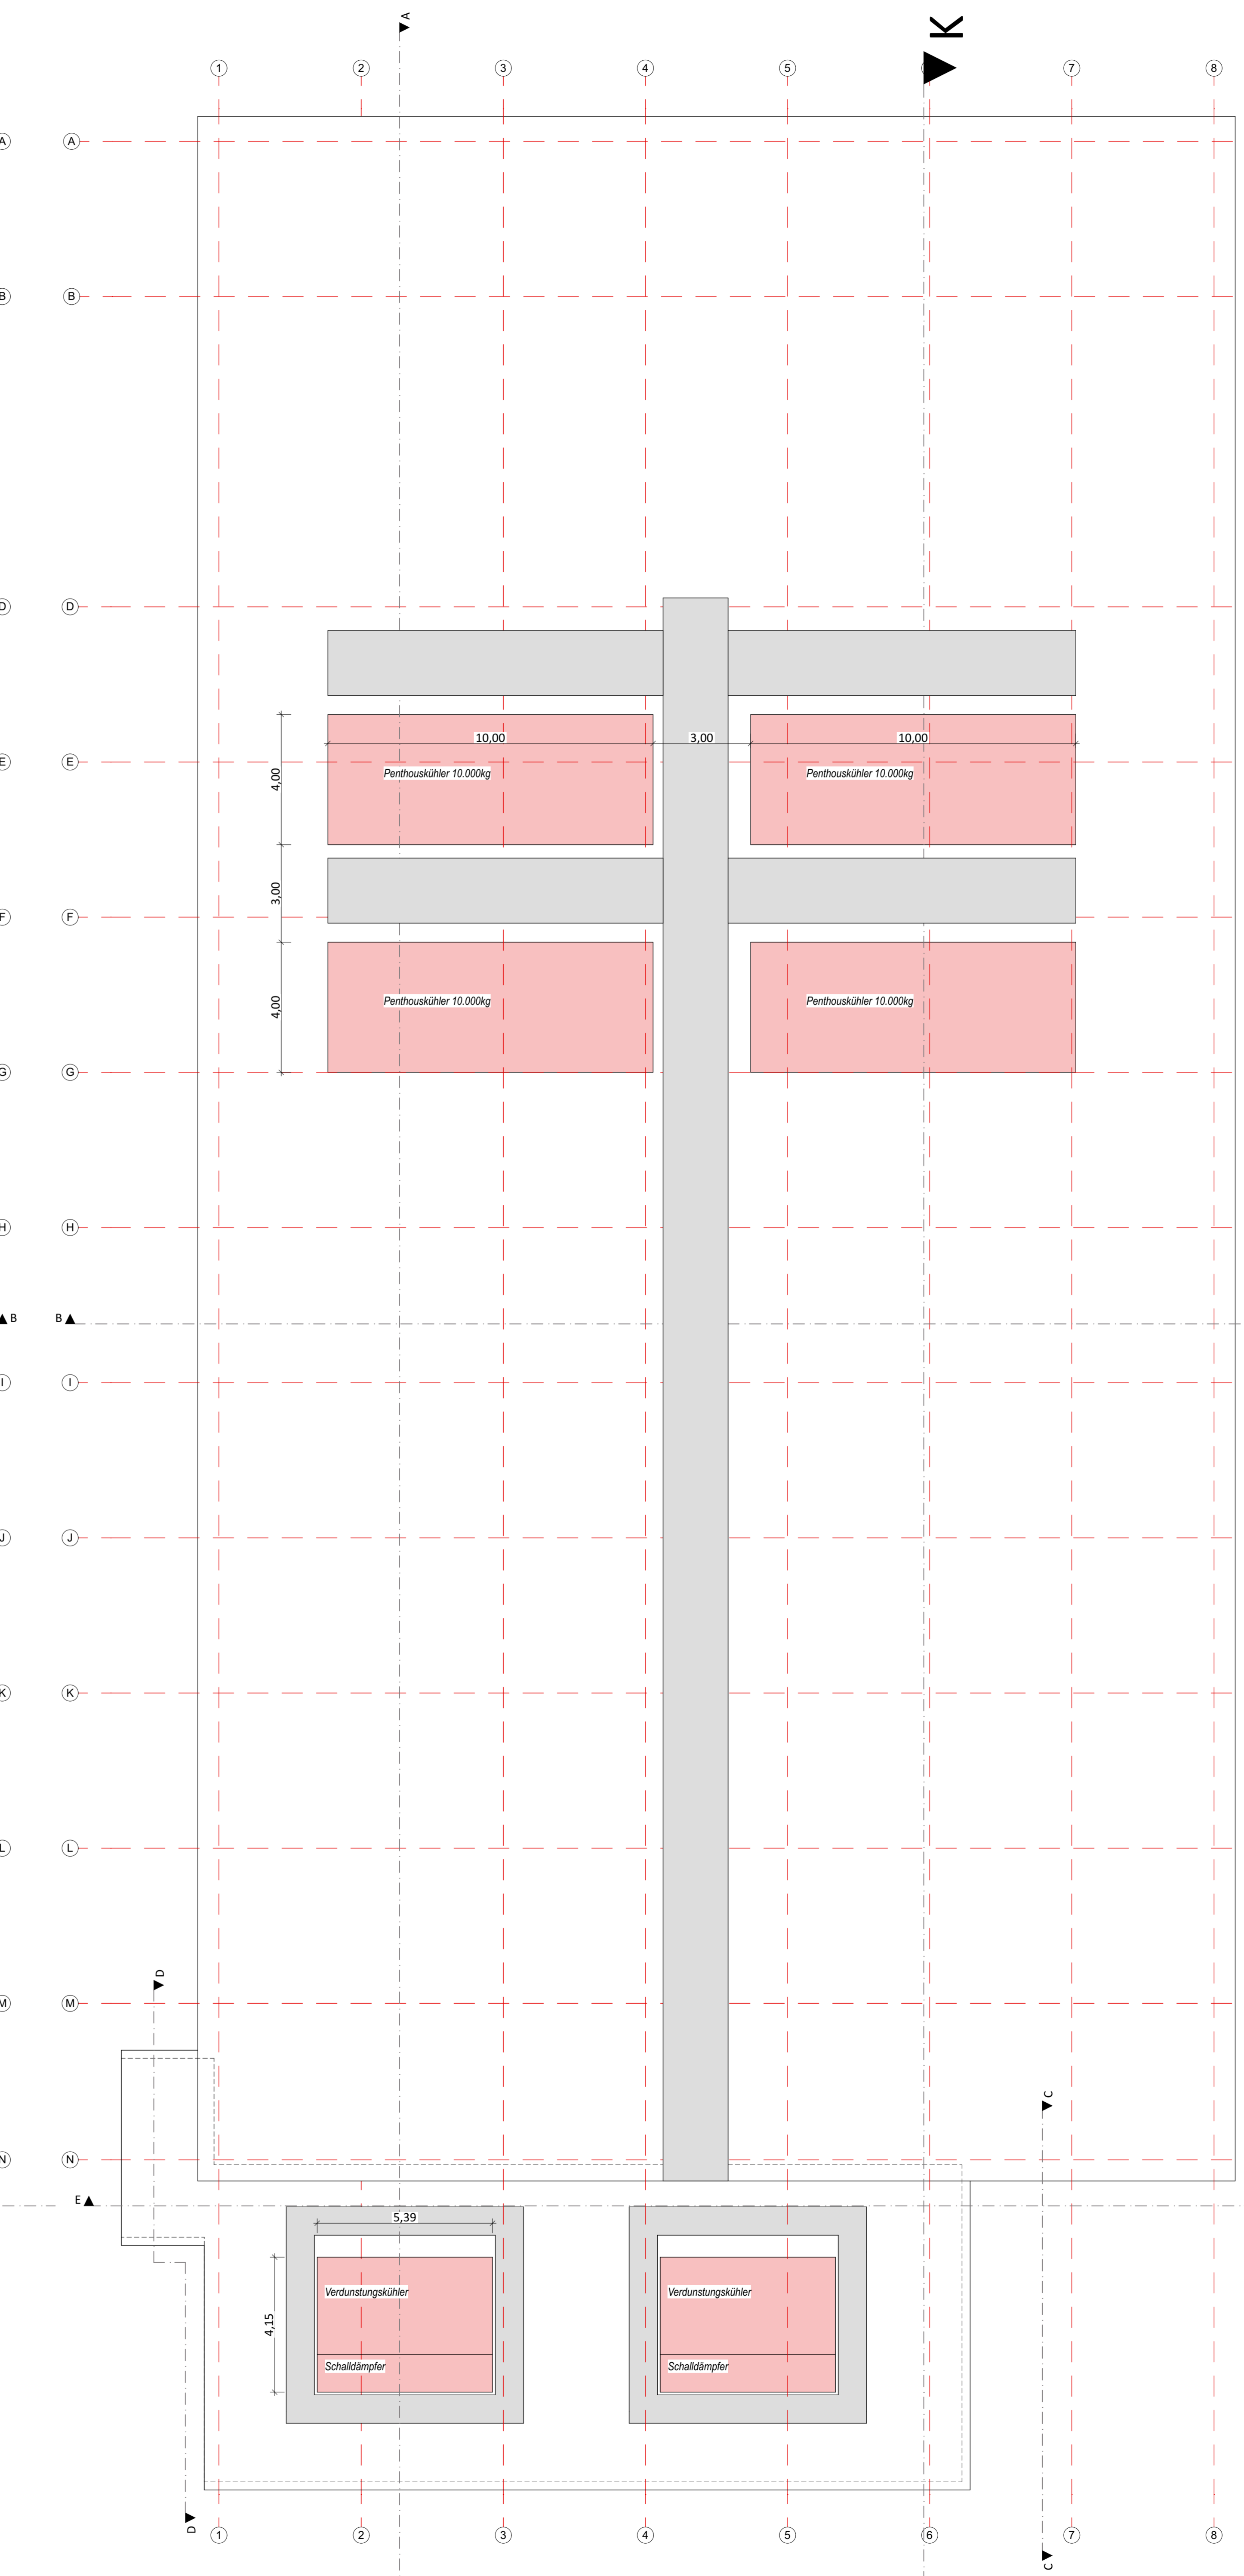 A
K
1 2 3 4 5 7 8
A A
B B
D D
10,00 3,00 10,00
E E
Penthouskühler 10.000kg Penthouskühler 10.000kg
4,00
3,00
F F
Penthouskühler 10.000kg Penthouskühler 10.000kg
4,00
G G
H H
B B
I I
J J
K K
L L
D
M M
C
N N
E
5,39
Verdunstungskühler Verdunstungskühler
4,15
Schalldämpfer Schalldämpfer
D
1 2 3 4 5 6 7 8
C